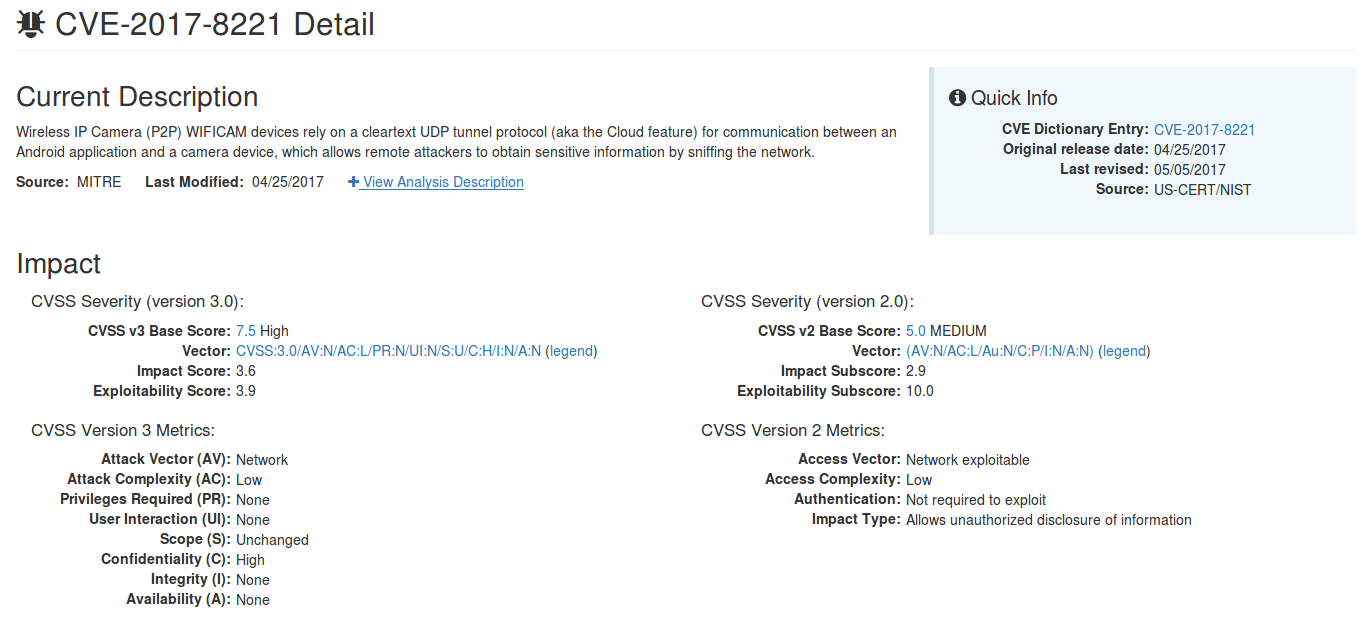 CVE-2017-8221 Detail
Current Description
Wireless IP Camera (P2P) WIFICAM devices rely on a cleartext UDP tunnel protocol (aka the Cloud feature) for communication between an
Android application and a camera device, which allows remote attackers to obtain sensitive information by sniffing the network.
Source: MITRE Last Modified: 04/25/2017 + View Analysis Description
Quick Info
CVE Dictionary Entry: CVE-2017-8221
Original release date: 04/25/2017
Last revised: 05/05/2017
Source: US-CERT/NIST
Impact
CVSS Severity (version 3.0):
CVSS v3 Base Score: 7.5 High
Vector: CVSS:3.0/AV:N/AC:L/PR:N/UI:N/S:U/C:H/I:N/A:N (legend)
Impact Score: 3.6
Exploitability Score: 3.9
CVSS Version 3 Metrics:
Attack Vector (AV): Network
Attack Complexity (AC): Low
Privileges Required (PR): None
User Interaction (UI): None
Scope (S): Unchanged
Confidentiality (C): High
Integrity (I): None
Availability (A): None
CVSS Severity (version 2.0):
CVSS v2 Base Score: 5.0 MEDIUM
Vector: (AV:N/AC:L/Au:N/C:P/I:N/A:N) (legend)
Impact Subscore: 2.9
Exploitability Subscore: 10.0
CVSS Version 2 Metrics:
Access Vector: Network exploitable
Access Complexity: Low
Authentication: Not required to exploit
Impact Type: Allows unauthorized disclosure of information